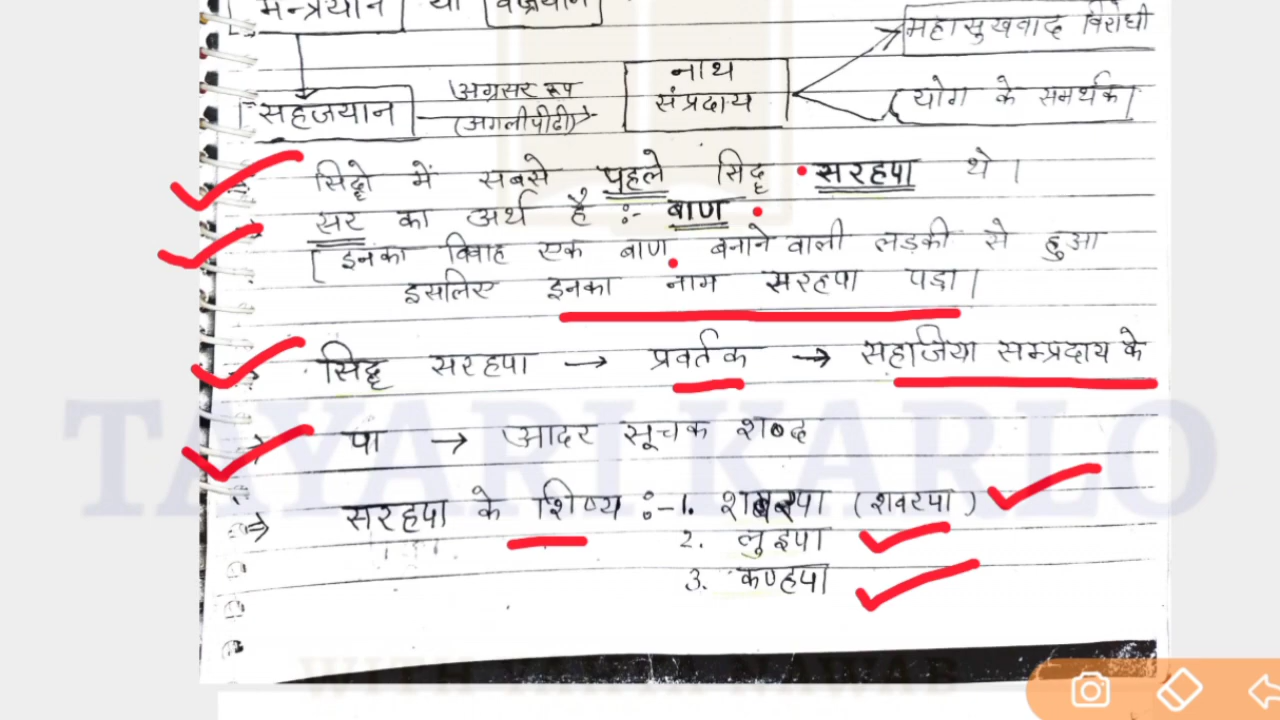 मन्त्रयान या वज्रयान
महासुखवाद विरोधी
नाथ
संप्रदाय
अग्रसर रूप
(अगलीपीढी)
सहजयान
योग के समर्थक
सिद्धो में सबसे पहले सिद्ध सरहपा थे।
सर का अर्थ है :- बाण
[इनका विवाह एक बाण बनाने वाली लड़की से हुआ
इसलिए इनका नाम सरहपा पड़ा।
→ सिद्ध सरहपा → प्रवर्तक → सहजिया सम्प्रदाय के
→ पा → आदर सूचक शब्द
⇒ सरहपा के शिष्य :- 1. शबरपा (शवरपा)
2. लुइपा
3. कण्हपा
TAYARI KARLO